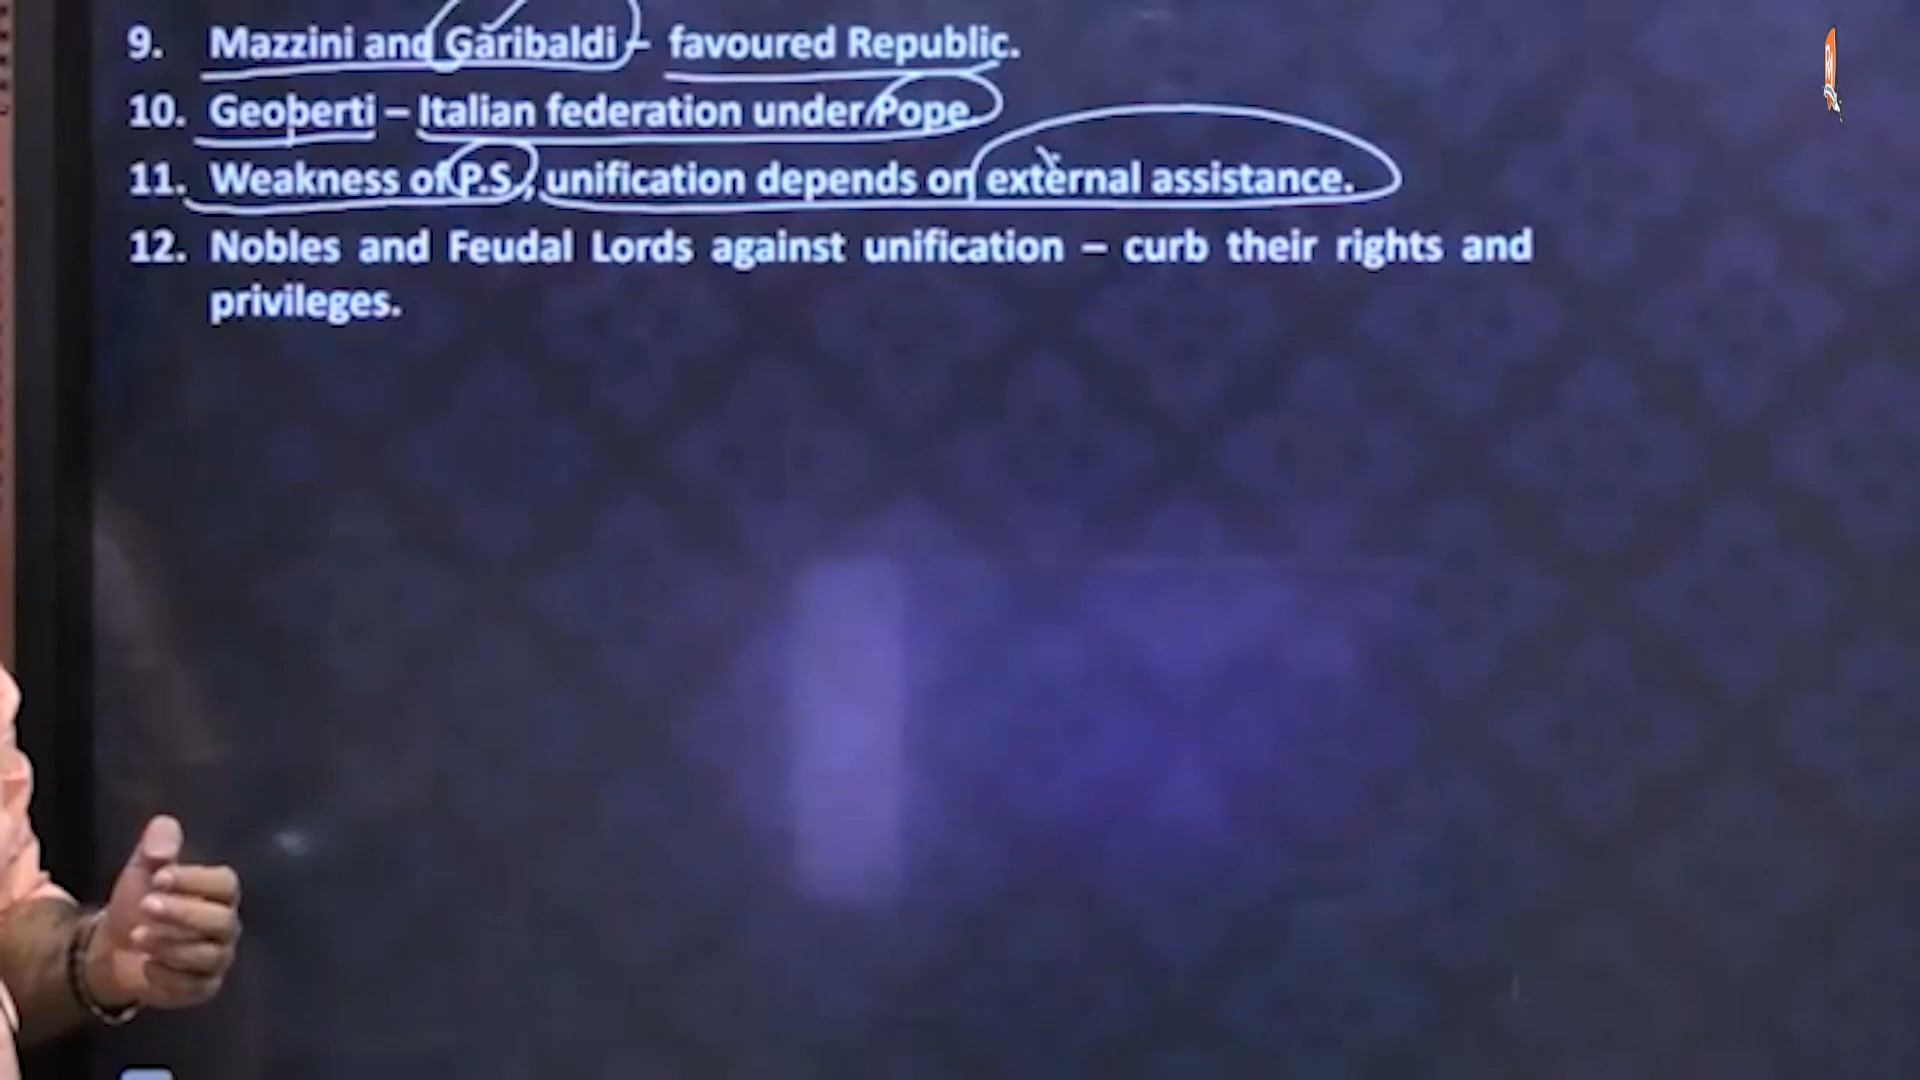 9. Mazzini and Garibaldi – favoured Republic.
10. Geoberti – Italian federation under Pope
11. Weakness of P.S., unification depends on external assistance.
12. Nobles and Feudal Lords against unification – curb their rights and
privileges.